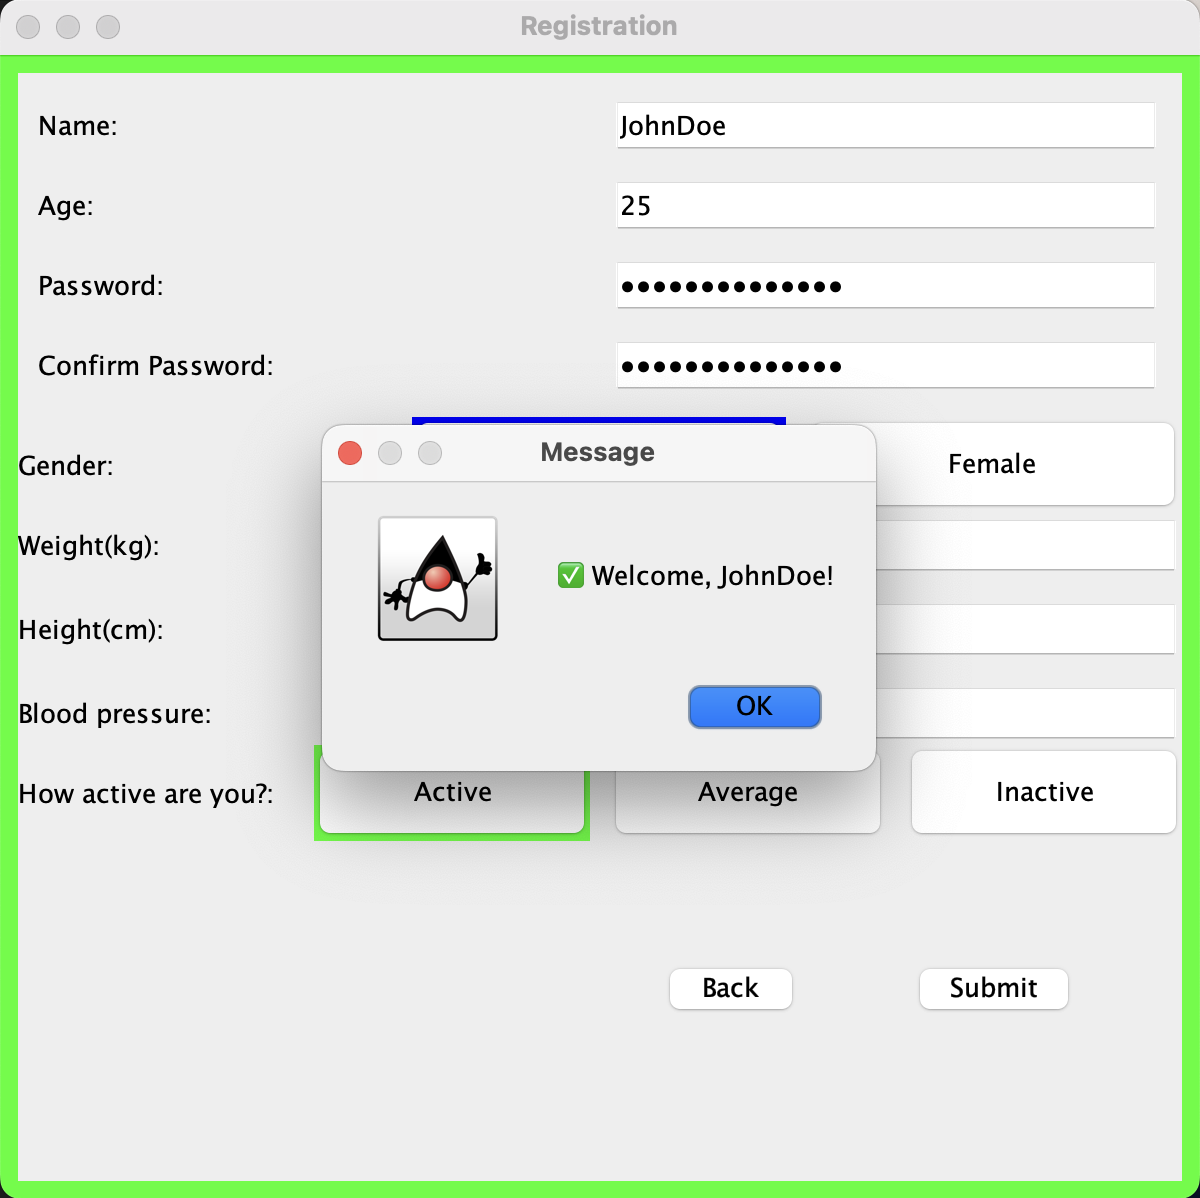 Registration
Name: JohnDoe
Age: 25
Password: ••••••••••••••
Confirm Password: ••••••••••••••
Message
Gender: Female
Weight(kg):
✅ Welcome, JohnDoe!
Height(cm):
OK
Blood pressure:
How active are you?: Active Average Inactive
Back Submit